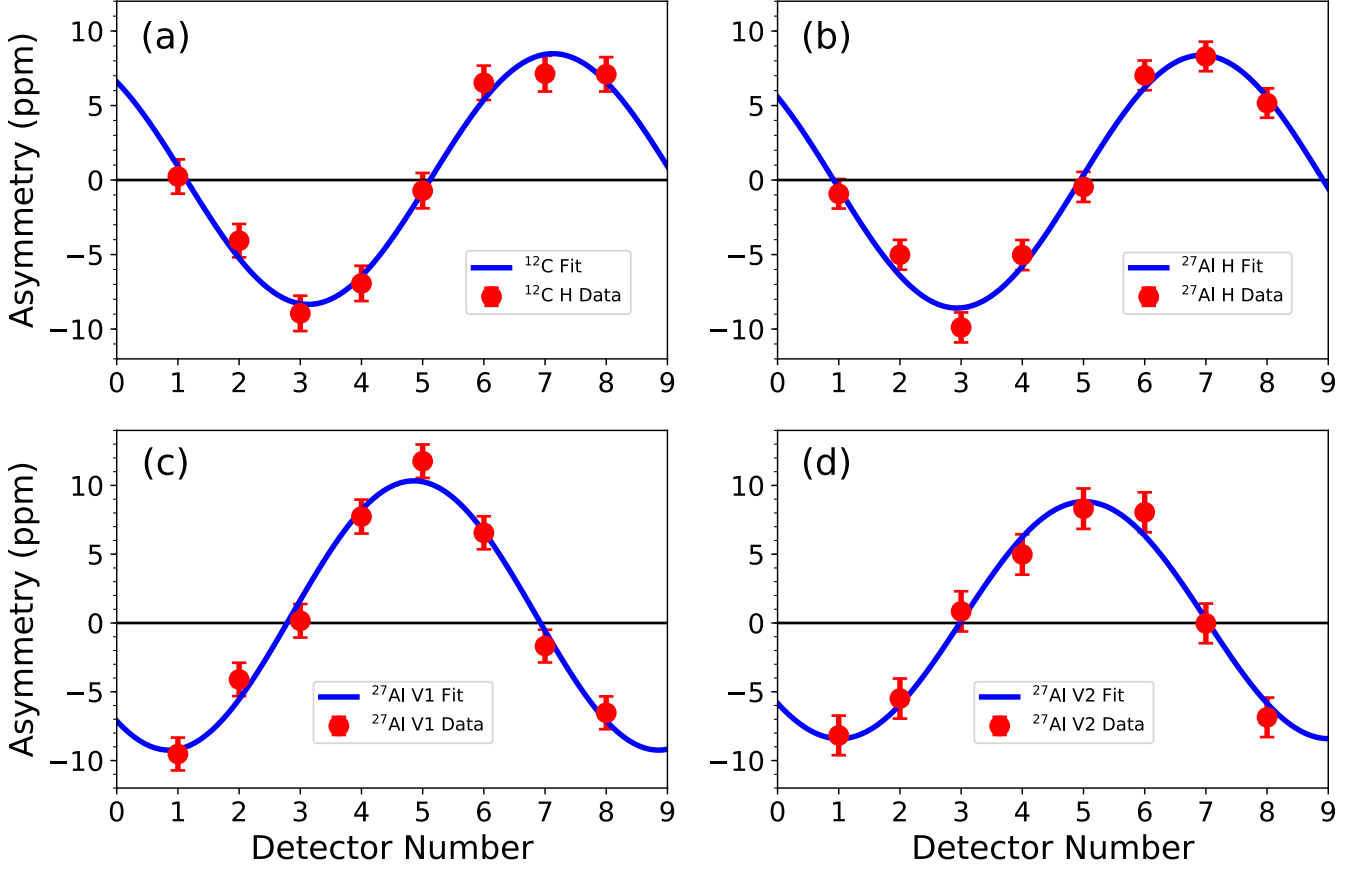 (a)
Asymmetry (ppm)
10
5
0
−5
−10
¹²C Fit
¹²C H Data
0 1 2 3 4 5 6 7 8 9
(b)
10
5
0
−5
−10
²⁷Al H Fit
²⁷Al H Data
0 1 2 3 4 5 6 7 8 9
(c)
Asymmetry (ppm)
10
5
0
−5
−10
²⁷Al V1 Fit
²⁷Al V1 Data
0 1 2 3 4 5 6 7 8 9
Detector Number
(d)
10
5
0
−5
−10
²⁷Al V2 Fit
²⁷Al V2 Data
0 1 2 3 4 5 6 7 8 9
Detector Number